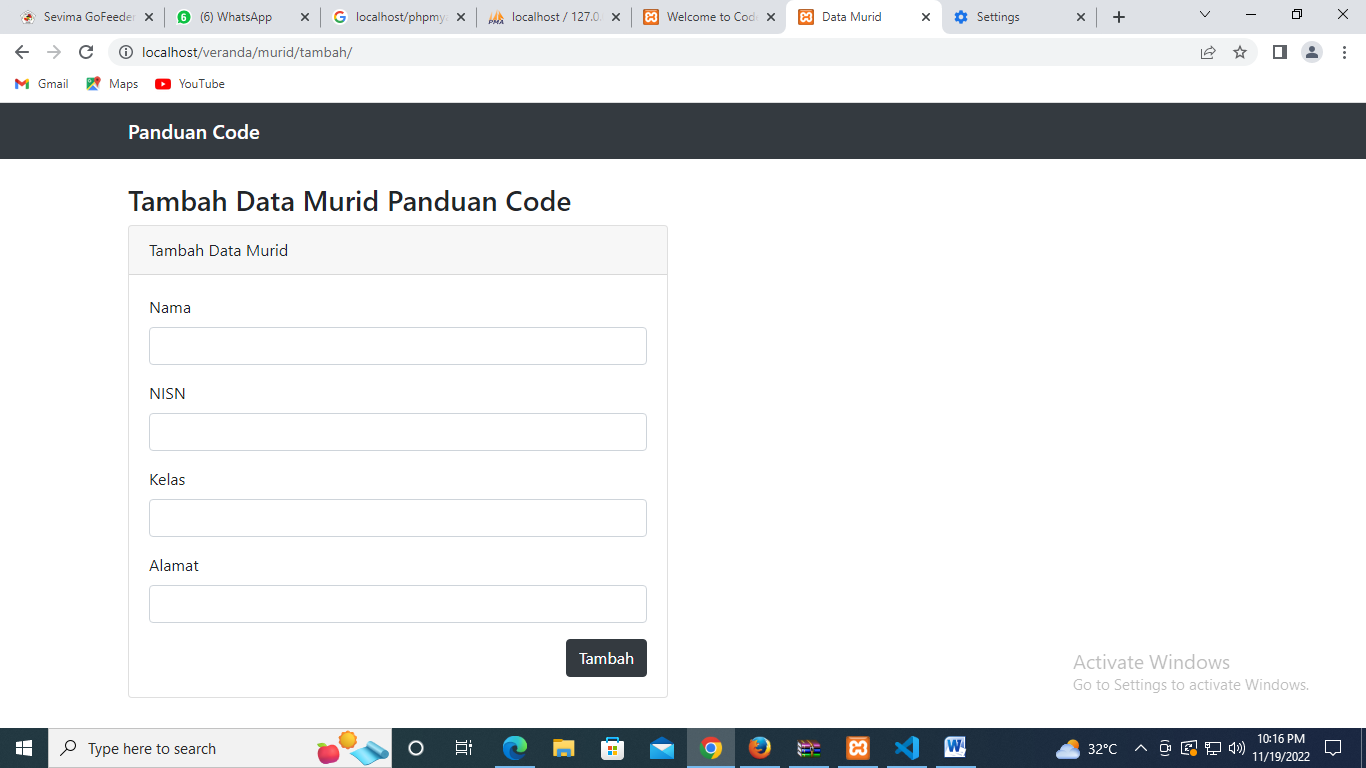 Sevima GoFeeder
(6) WhatsApp
localhost/phpmy
localhost / 127.0.
Welcome to Cod
Data Murid
Settings
localhost/veranda/murid/tambah/
Gmail
Maps
YouTube
Panduan Code
Tambah Data Murid Panduan Code
Tambah Data Murid
Nama
NISN
Kelas
Alamat
Tambah
Activate Windows
Go to Settings to activate Windows.
Type here to search
32°C
10:16 PM
11/19/2022